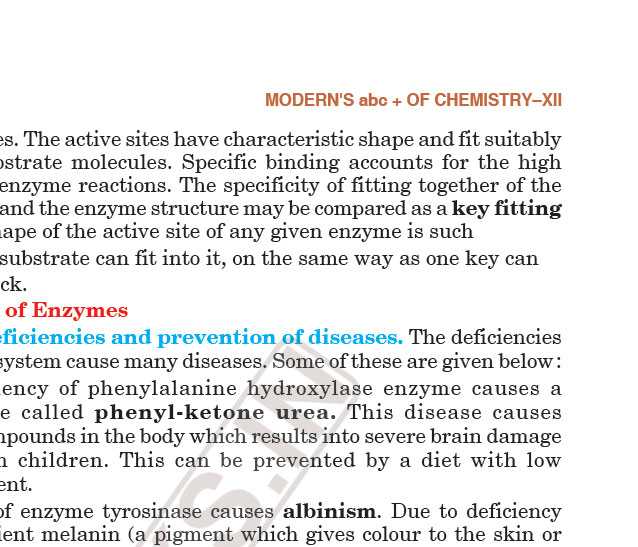 MODERN'S abc + OF CHEMISTRY–XII
es. The active sites have characteristic shape and fit suitably
ostrate molecules. Specific binding accounts for the high
enzyme reactions. The specificity of fitting together of the
and the enzyme structure may be compared as a key fitting
hape of the active site of any given enzyme is such
substrate can fit into it, on the same way as one key can
ck.
of Enzymes
eficiencies and prevention of diseases. The deficiencies
system cause many diseases. Some of these are given below:
iency of phenylalanine hydroxylase enzyme causes a
e called phenyl-ketone urea. This disease causes
mpounds in the body which results into severe brain damage
n children. This can be prevented by a diet with low
ent.
of enzyme tyrosinase causes albinism. Due to deficiency
ient melanin (a pigment which gives colour to the skin or
S.IN